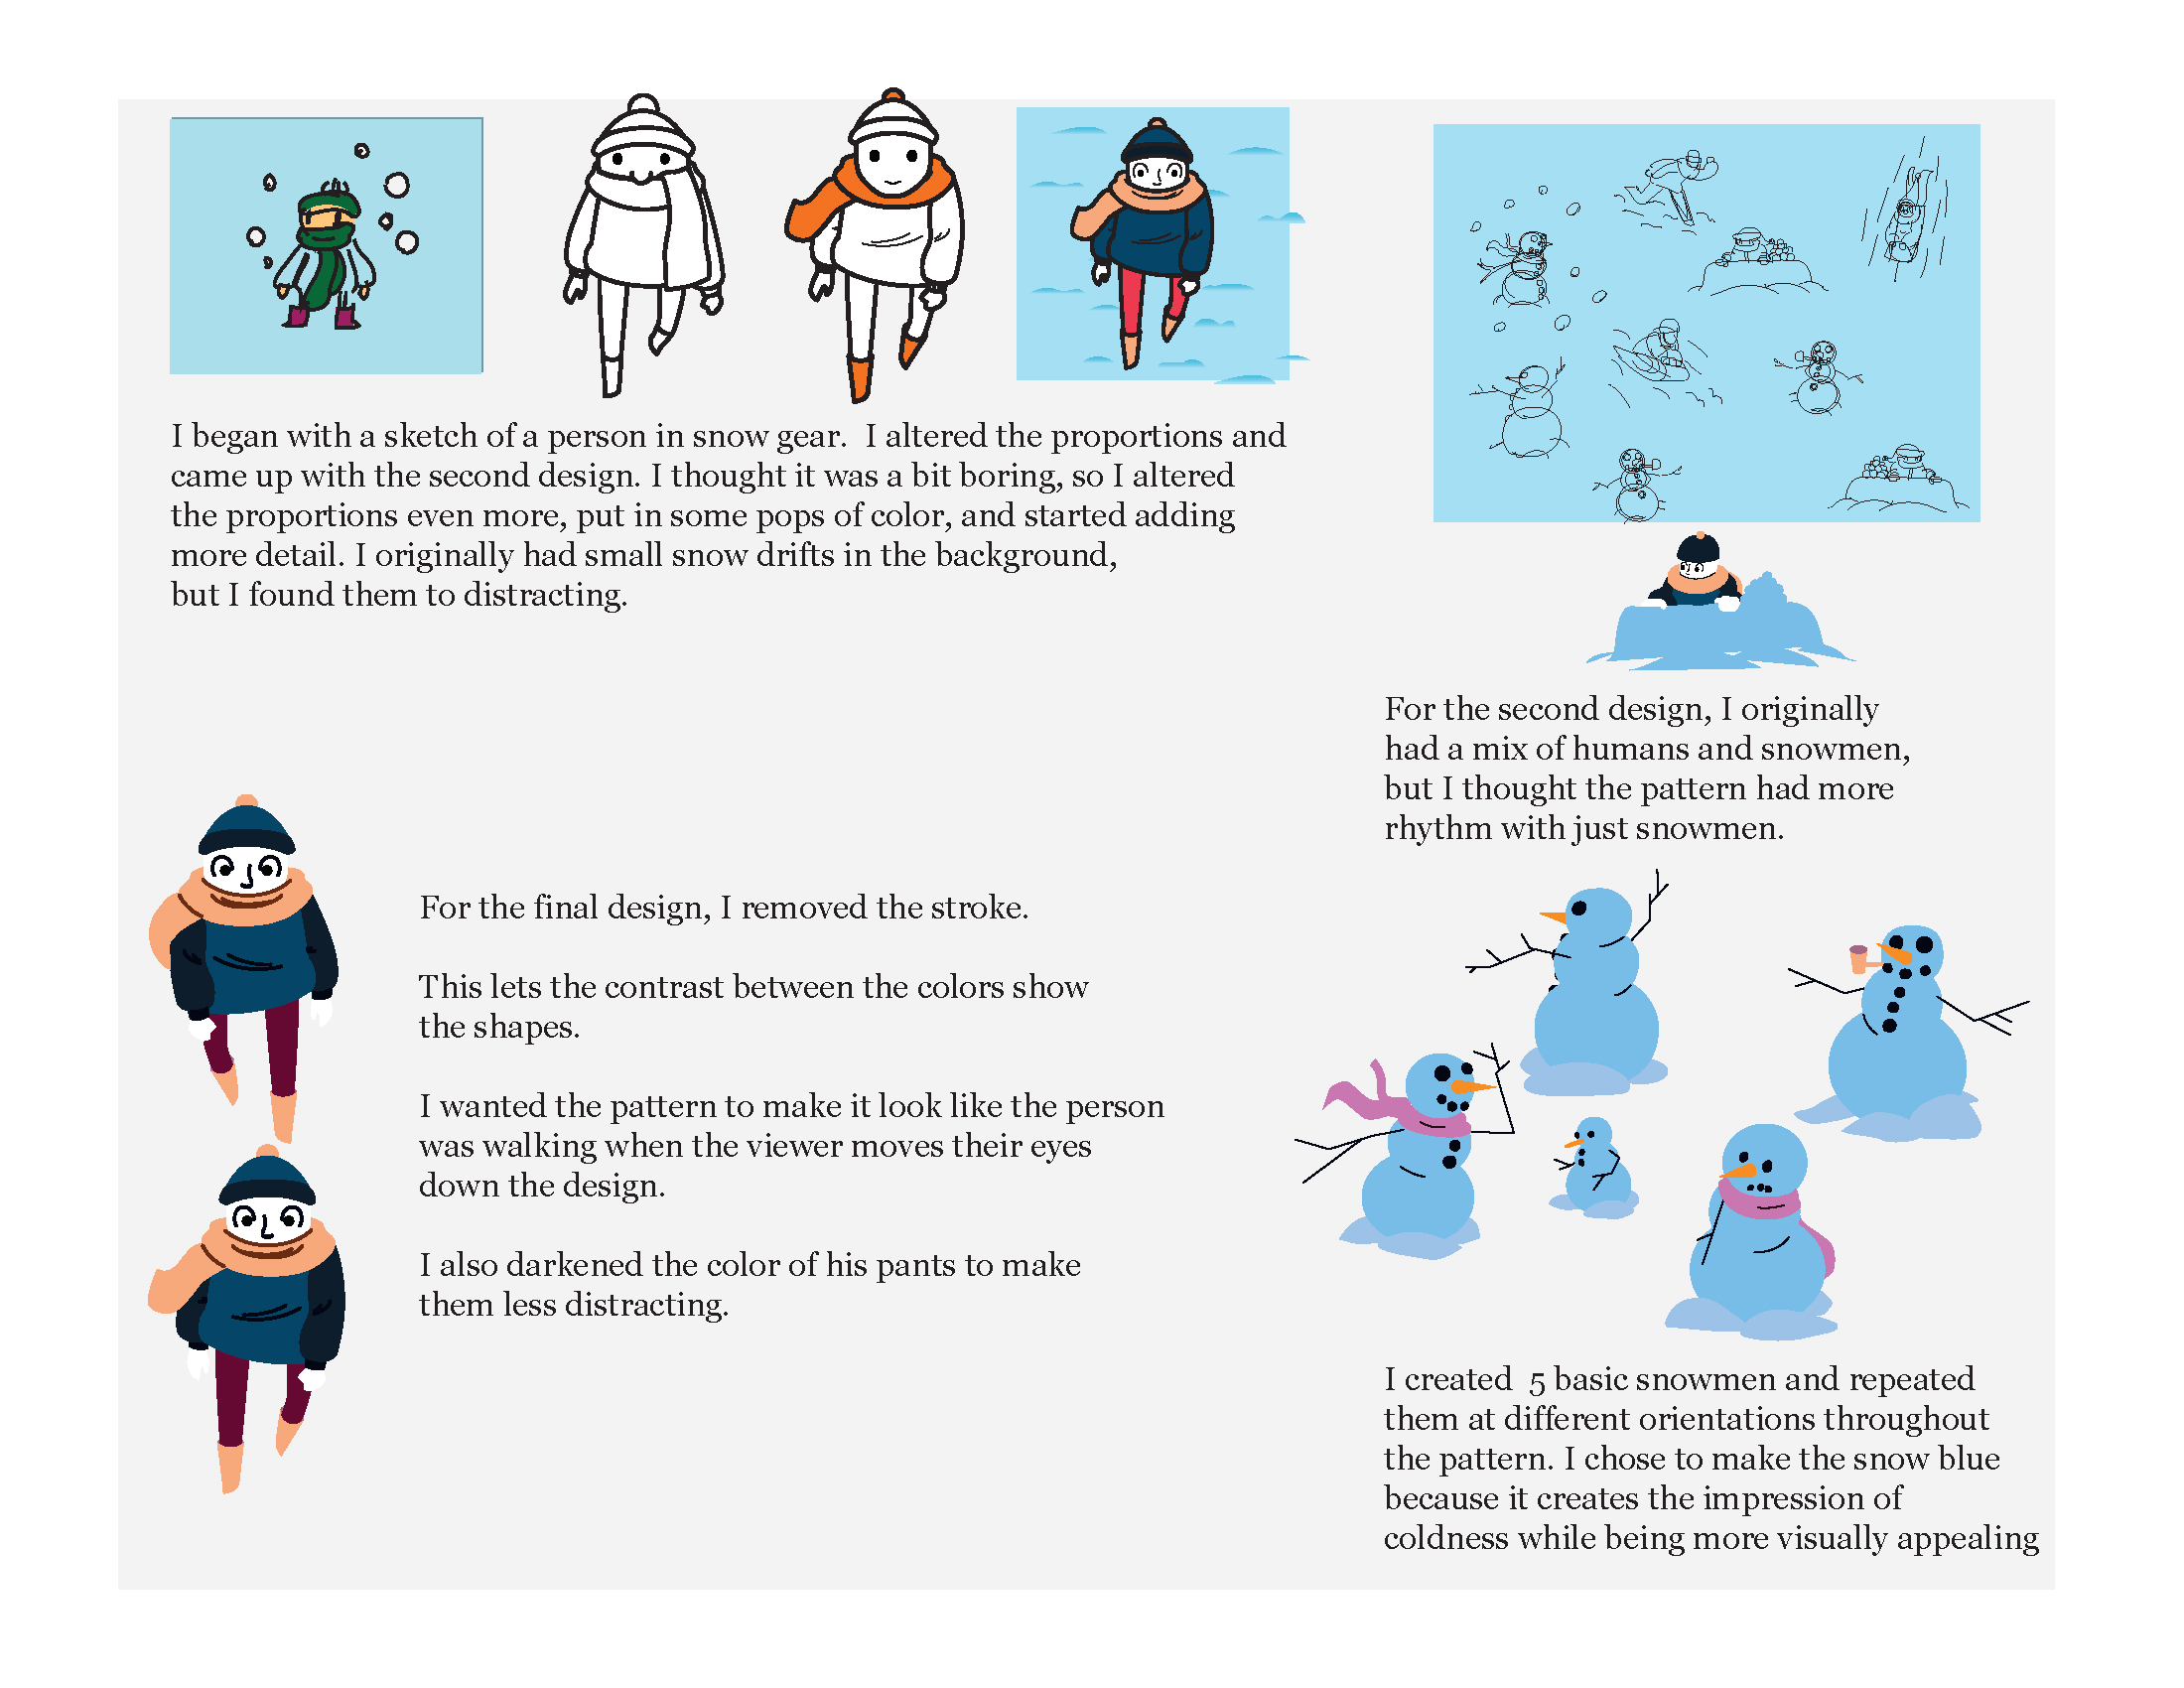 I began with a sketch of a person in snow gear.  I altered the proportions and
came up with the second design. I thought it was a bit boring, so I altered
the proportions even more, put in some pops of color, and started adding
more detail. I originally had small snow drifts in the background,
but I found them to distracting.
For the final design, I removed the stroke.
This lets the contrast between the colors show
the shapes.
I wanted the pattern to make it look like the person
was walking when the viewer moves their eyes
down the design.
I also darkened the color of his pants to make
them less distracting.
For the second design, I originally
had a mix of humans and snowmen,
but I thought the pattern had more
rhythm with just snowmen.
I created  5 basic snowmen and repeated
them at different orientations throughout
the pattern. I chose to make the snow blue
because it creates the impression of
coldness while being more visually appealing